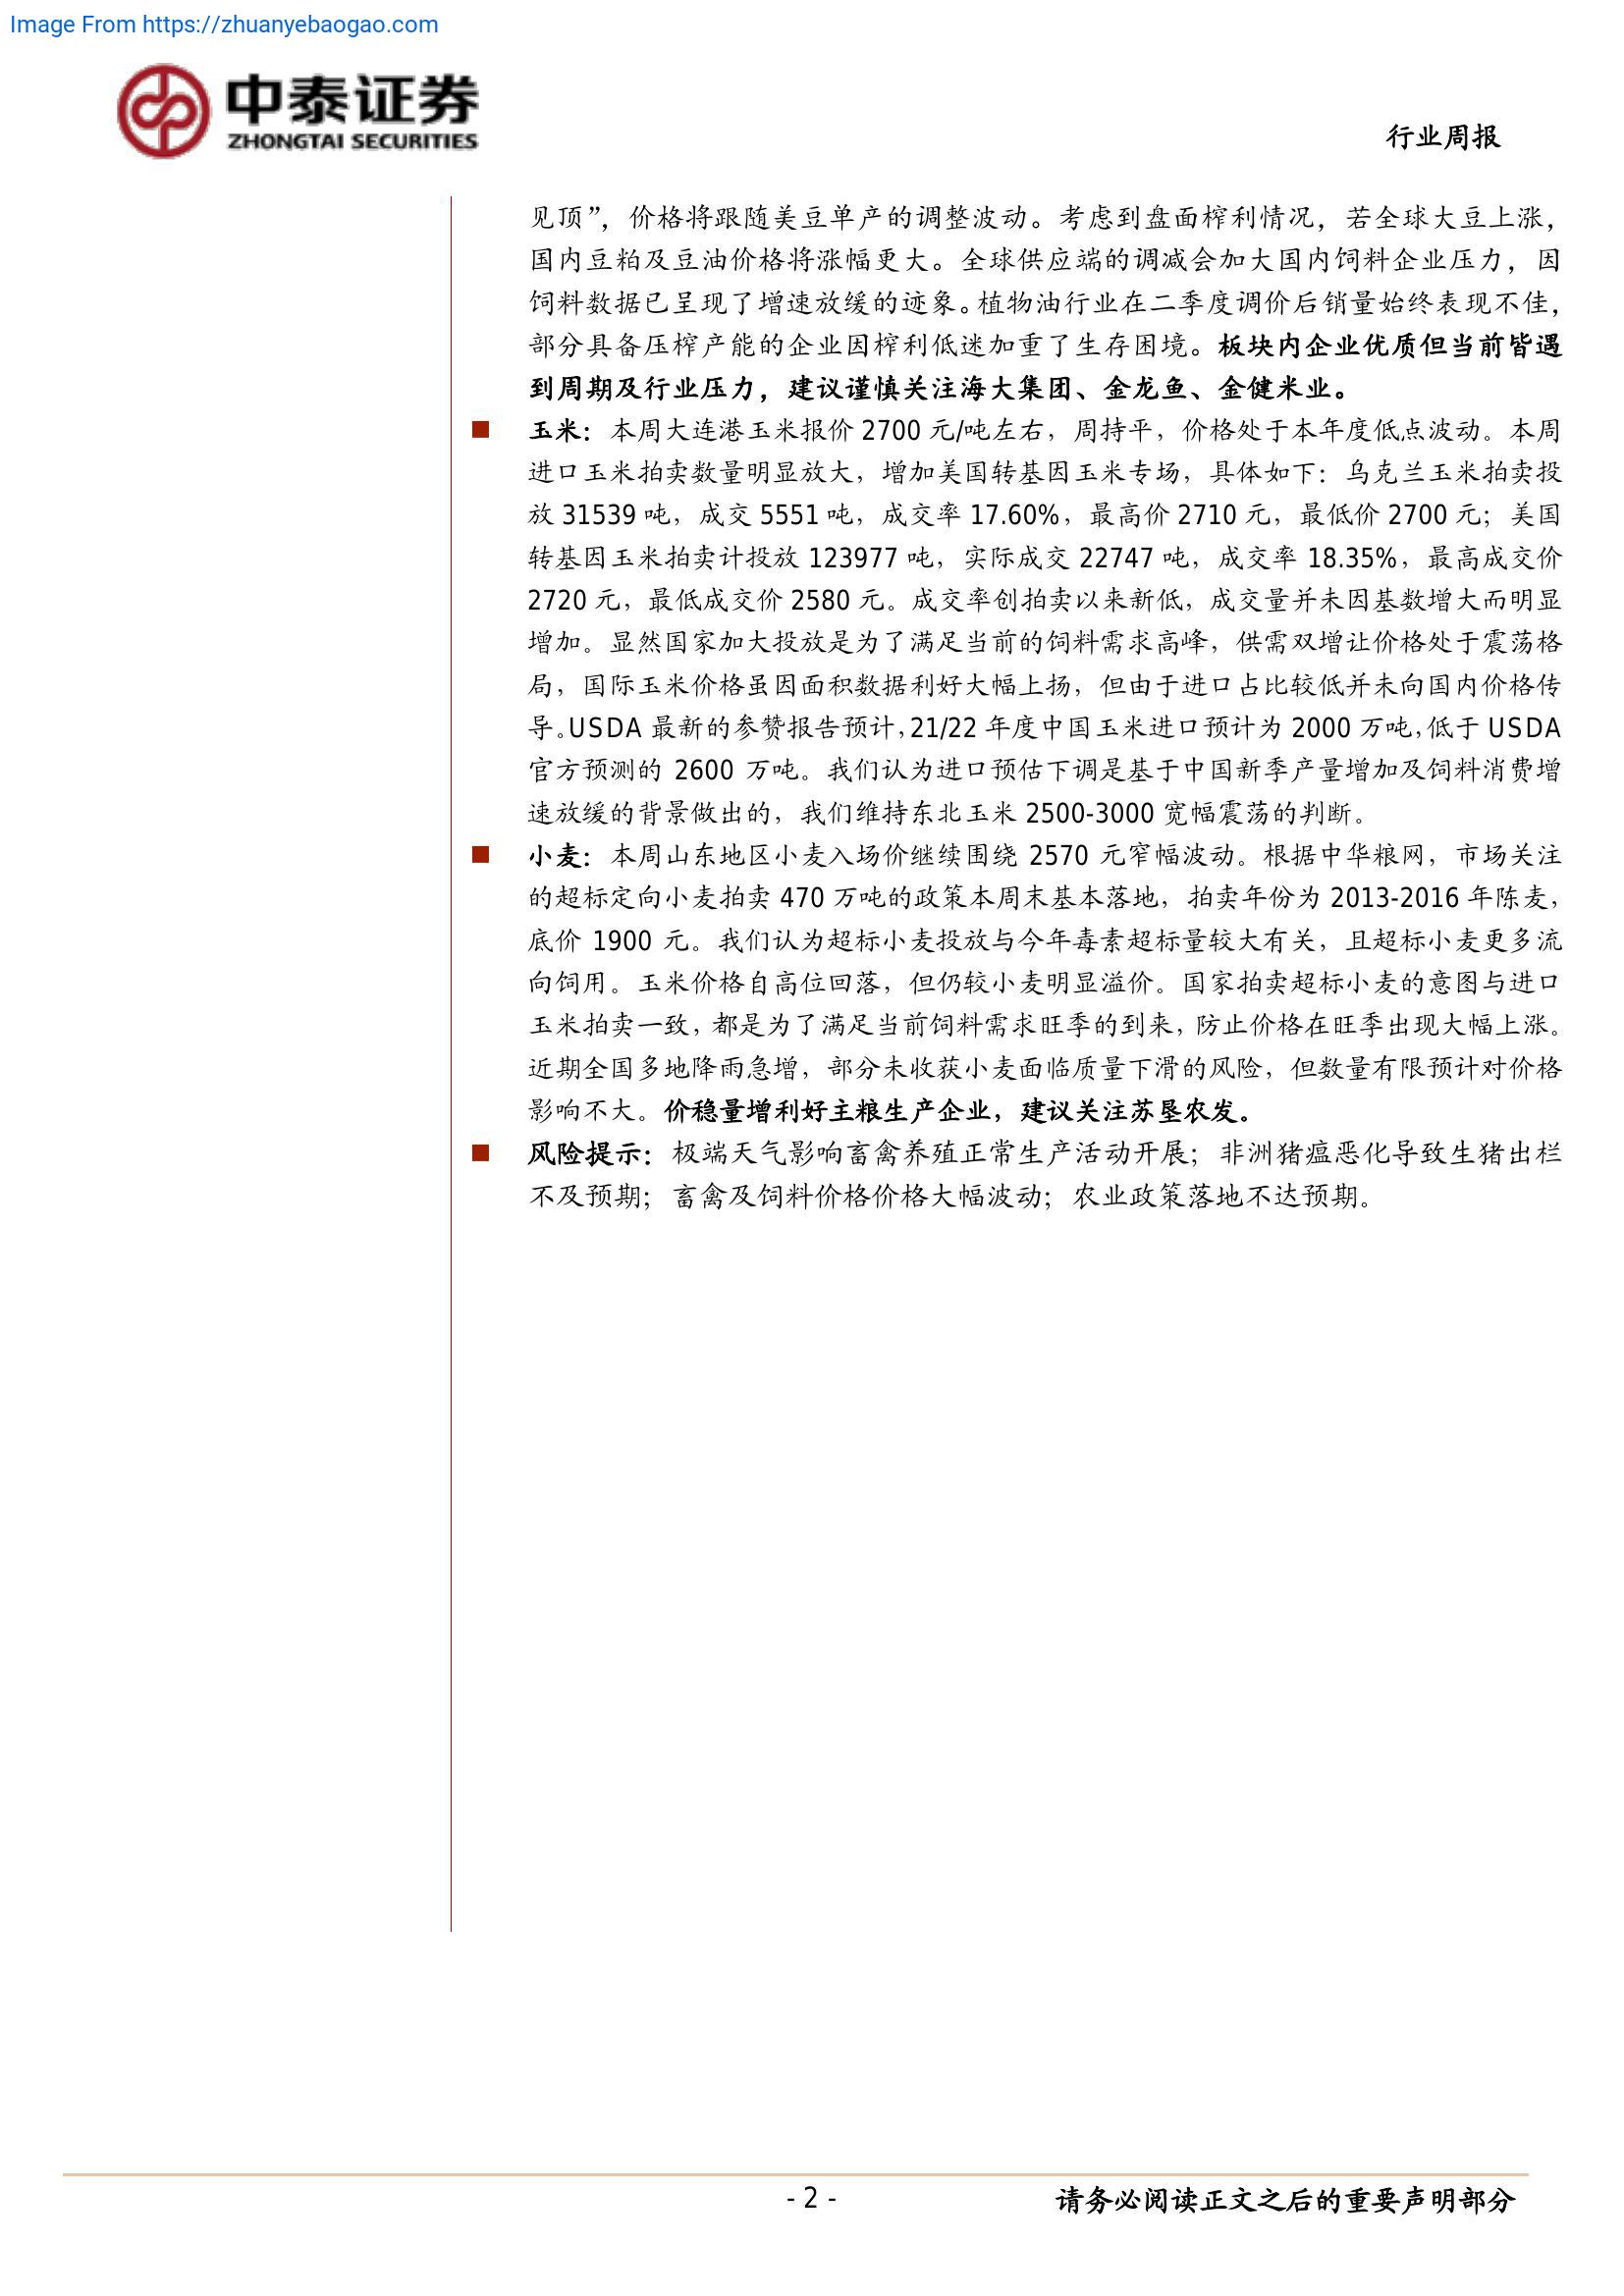 Image From https://zhuanyebaogao.com
中泰证券
ZHONGTAI SECURITIES
行业周报
见顶”，价格将跟随美豆单产的调整波动。考虑到盘面榨利情况，若全球大豆上涨，
国内豆粕及豆油价格将涨幅更大。全球供应端的调减会加大国内饲料企业压力，因
饲料数据已呈现了增速放缓的迹象。植物油行业在二季度调价后销量始终表现不佳，
部分具备压榨产能的企业因榨利低迷加重了生存困境。板块内企业优质但当前皆遇
到周期及行业压力，建议谨慎关注海大集团、金龙鱼、金健米业。
■ 玉米：本周大连港玉米报价 2700 元/吨左右，周持平，价格处于本年度低点波动。本周
进口玉米拍卖数量明显放大，增加美国转基因玉米专场，具体如下：乌克兰玉米拍卖投
放 31539 吨，成交 5551 吨，成交率 17.60%，最高价 2710 元，最低价 2700 元；美国
转基因玉米拍卖计投放 123977 吨，实际成交 22747 吨，成交率 18.35%，最高成交价
2720 元，最低成交价 2580 元。成交率创拍卖以来新低，成交量并未因基数增大而明显
增加。显然国家加大投放是为了满足当前的饲料需求高峰，供需双增让价格处于震荡格
局，国际玉米价格虽因面积数据利好大幅上扬，但由于进口占比较低并未向国内价格传
导。USDA 最新的参赞报告预计，21/22 年度中国玉米进口预计为 2000 万吨，低于 USDA
官方预测的 2600 万吨。我们认为进口预估下调是基于中国新季产量增加及饲料消费增
速放缓的背景做出的，我们维持东北玉米 2500-3000 宽幅震荡的判断。
■ 小麦：本周山东地区小麦入场价继续围绕 2570 元窄幅波动。根据中华粮网，市场关注
的超标定向小麦拍卖 470 万吨的政策本周末基本落地，拍卖年份为 2013-2016 年陈麦，
底价 1900 元。我们认为超标小麦投放与今年毒素超标量较大有关，且超标小麦更多流
向饲用。玉米价格自高位回落，但仍较小麦明显溢价。国家拍卖超标小麦的意图与进口
玉米拍卖一致，都是为了满足当前饲料需求旺季的到来，防止价格在旺季出现大幅上涨。
近期全国多地降雨急增，部分未收获小麦面临质量下滑的风险，但数量有限预计对价格
影响不大。价稳量增利好主粮生产企业，建议关注苏垦农发。
■ 风险提示：极端天气影响畜禽养殖正常生产活动开展；非洲猪瘟恶化导致生猪出栏
不及预期；畜禽及饲料价格价格大幅波动；农业政策落地不达预期。
- 2 -
请务必阅读正文之后的重要声明部分